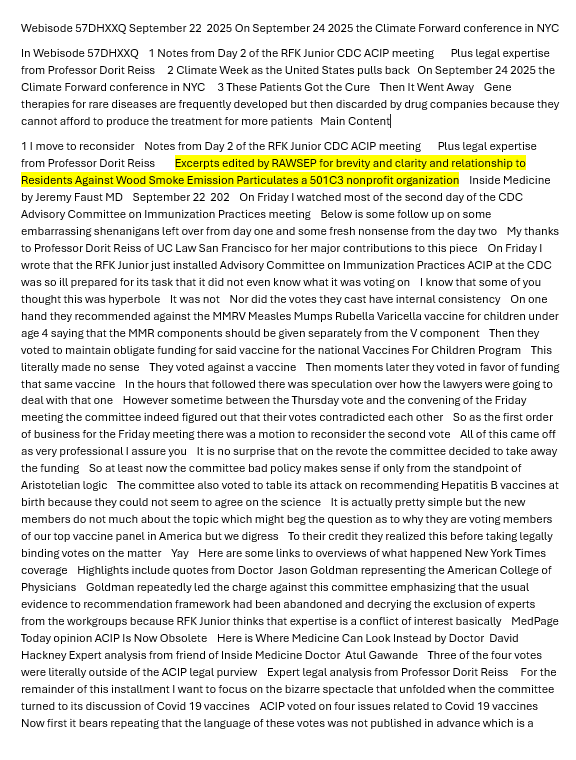 Webisode 57DHXXQ September 22  2025 On September 24 2025 the Climate Forward conference in NYC
In Webisode 57DHXXQ    1 Notes from Day 2 of the RFK Junior CDC ACIP meeting      Plus legal expertise
from Professor Dorit Reiss     2 Climate Week as the United States pulls back   On September 24 2025 the
Climate Forward conference in NYC     3 These Patients Got the Cure   Then It Went Away    Gene
therapies for rare diseases are frequently developed but then discarded by drug companies because they
cannot afford to produce the treatment for more patients   Main Content
1 I move to reconsider   Notes from Day 2 of the RFK Junior CDC ACIP meeting      Plus legal expertise
from Professor Dorit Reiss       Excerpts edited by RAWSEP for brevity and clarity and relationship to
Residents Against Wood Smoke Emission Particulates a 501C3 nonprofit organization    Inside Medicine
by Jeremy Faust MD    September 22  202    On Friday I watched most of the second day of the CDC
Advisory Committee on Immunization Practices meeting    Below is some follow up on some
embarrassing shenanigans left over from day one and some fresh nonsense from the day two    My thanks
to Professor Dorit Reiss of UC Law San Francisco for her major contributions to this piece    On Friday I
wrote that the RFK Junior just installed Advisory Committee on Immunization Practices ACIP at the CDC
was so ill prepared for its task that it did not even know what it was voting on    I know that some of you
thought this was hyperbole    It was not    Nor did the votes they cast have internal consistency    On one
hand they recommended against the MMRV Measles Mumps Rubella Varicella vaccine for children under
age 4 saying that the MMR components should be given separately from the V component    Then they
voted to maintain obligate funding for said vaccine for the national Vaccines For Children Program    This
literally made no sense    They voted against a vaccine    Then moments later they voted in favor of funding
that same vaccine    In the hours that followed there was speculation over how the lawyers were going to
deal with that one    However sometime between the Thursday vote and the convening of the Friday
meeting the committee indeed figured out that their votes contradicted each other    So as the first order
of business for the Friday meeting there was a motion to reconsider the second vote    All of this came off
as very professional I assure you    It is no surprise that on the revote the committee decided to take away
the funding    So at least now the committee bad policy makes sense if only from the standpoint of
Aristotelian logic    The committee also voted to table its attack on recommending Hepatitis B vaccines at
birth because they could not seem to agree on the science    It is actually pretty simple but the new
members do not much about the topic which might beg the question as to why they are voting members
of our top vaccine panel in America but we digress    To their credit they realized this before taking legally
binding votes on the matter    Yay    Here are some links to overviews of what happened New York Times
coverage    Highlights include quotes from Doctor  Jason Goldman representing the American College of
Physicians    Goldman repeatedly led the charge against this committee emphasizing that the usual
evidence to recommendation framework had been abandoned and decrying the exclusion of experts
from the workgroups because RFK Junior thinks that expertise is a conflict of interest basically    MedPage
Today opinion ACIP Is Now Obsolete    Here is Where Medicine Can Look Instead by Doctor  David
Hackney Expert analysis from friend of Inside Medicine Doctor  Atul Gawande    Three of the four votes
were literally outside of the ACIP legal purview    Expert legal analysis from Professor Dorit Reiss     For the
remainder of this installment I want to focus on the bizarre spectacle that unfolded when the committee
turned to its discussion of Covid 19 vaccines    ACIP voted on four issues related to Covid 19 vaccines
Now first it bears repeating that the language of these votes was not published in advance which is a